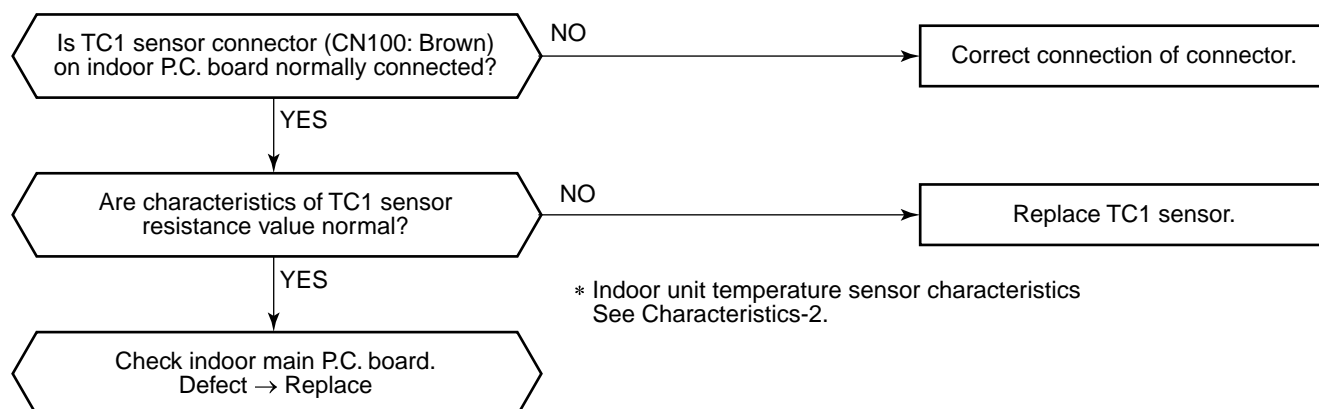 Is TC1 sensor connector (CN100: Brown)
on indoor P.C. board normally connected?
NO
Correct connection of connector.
YES
Are characteristics of TC1 sensor
resistance value normal?
NO
Replace TC1 sensor.
YES
* Indoor unit temperature sensor characteristics
See Characteristics-2.
Check indoor main P.C. board.
Defect → Replace